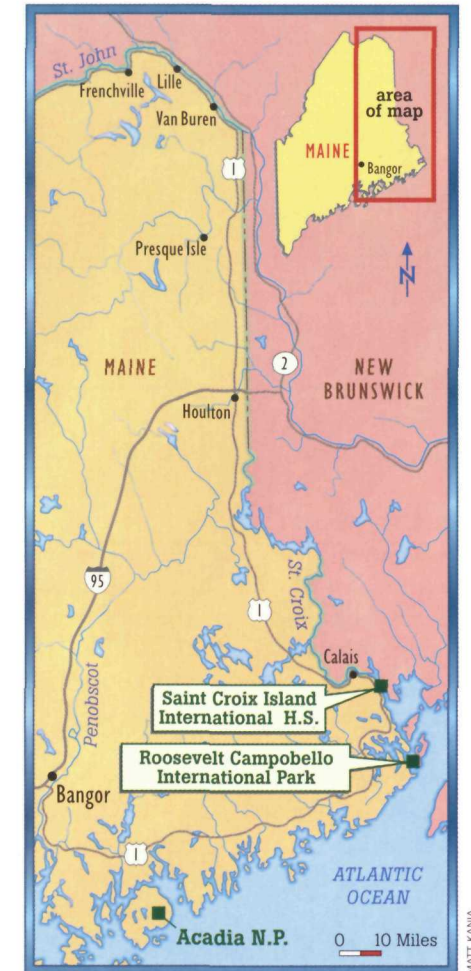 St. John
Lille
Frenchville
Van Buren
area
of map
MAINE
Bangor
1
N
Presque Isle
MAINE
2
NEW
BRUNSWICK
Houlton
95
1
St. Croix
Calais
Penobscot
Saint Croix Island
International H.S.
Roosevelt Campobello
International Park
Bangor
1
ATLANTIC
OCEAN
Acadia N.P.
0 10 Miles
MATT KANIA